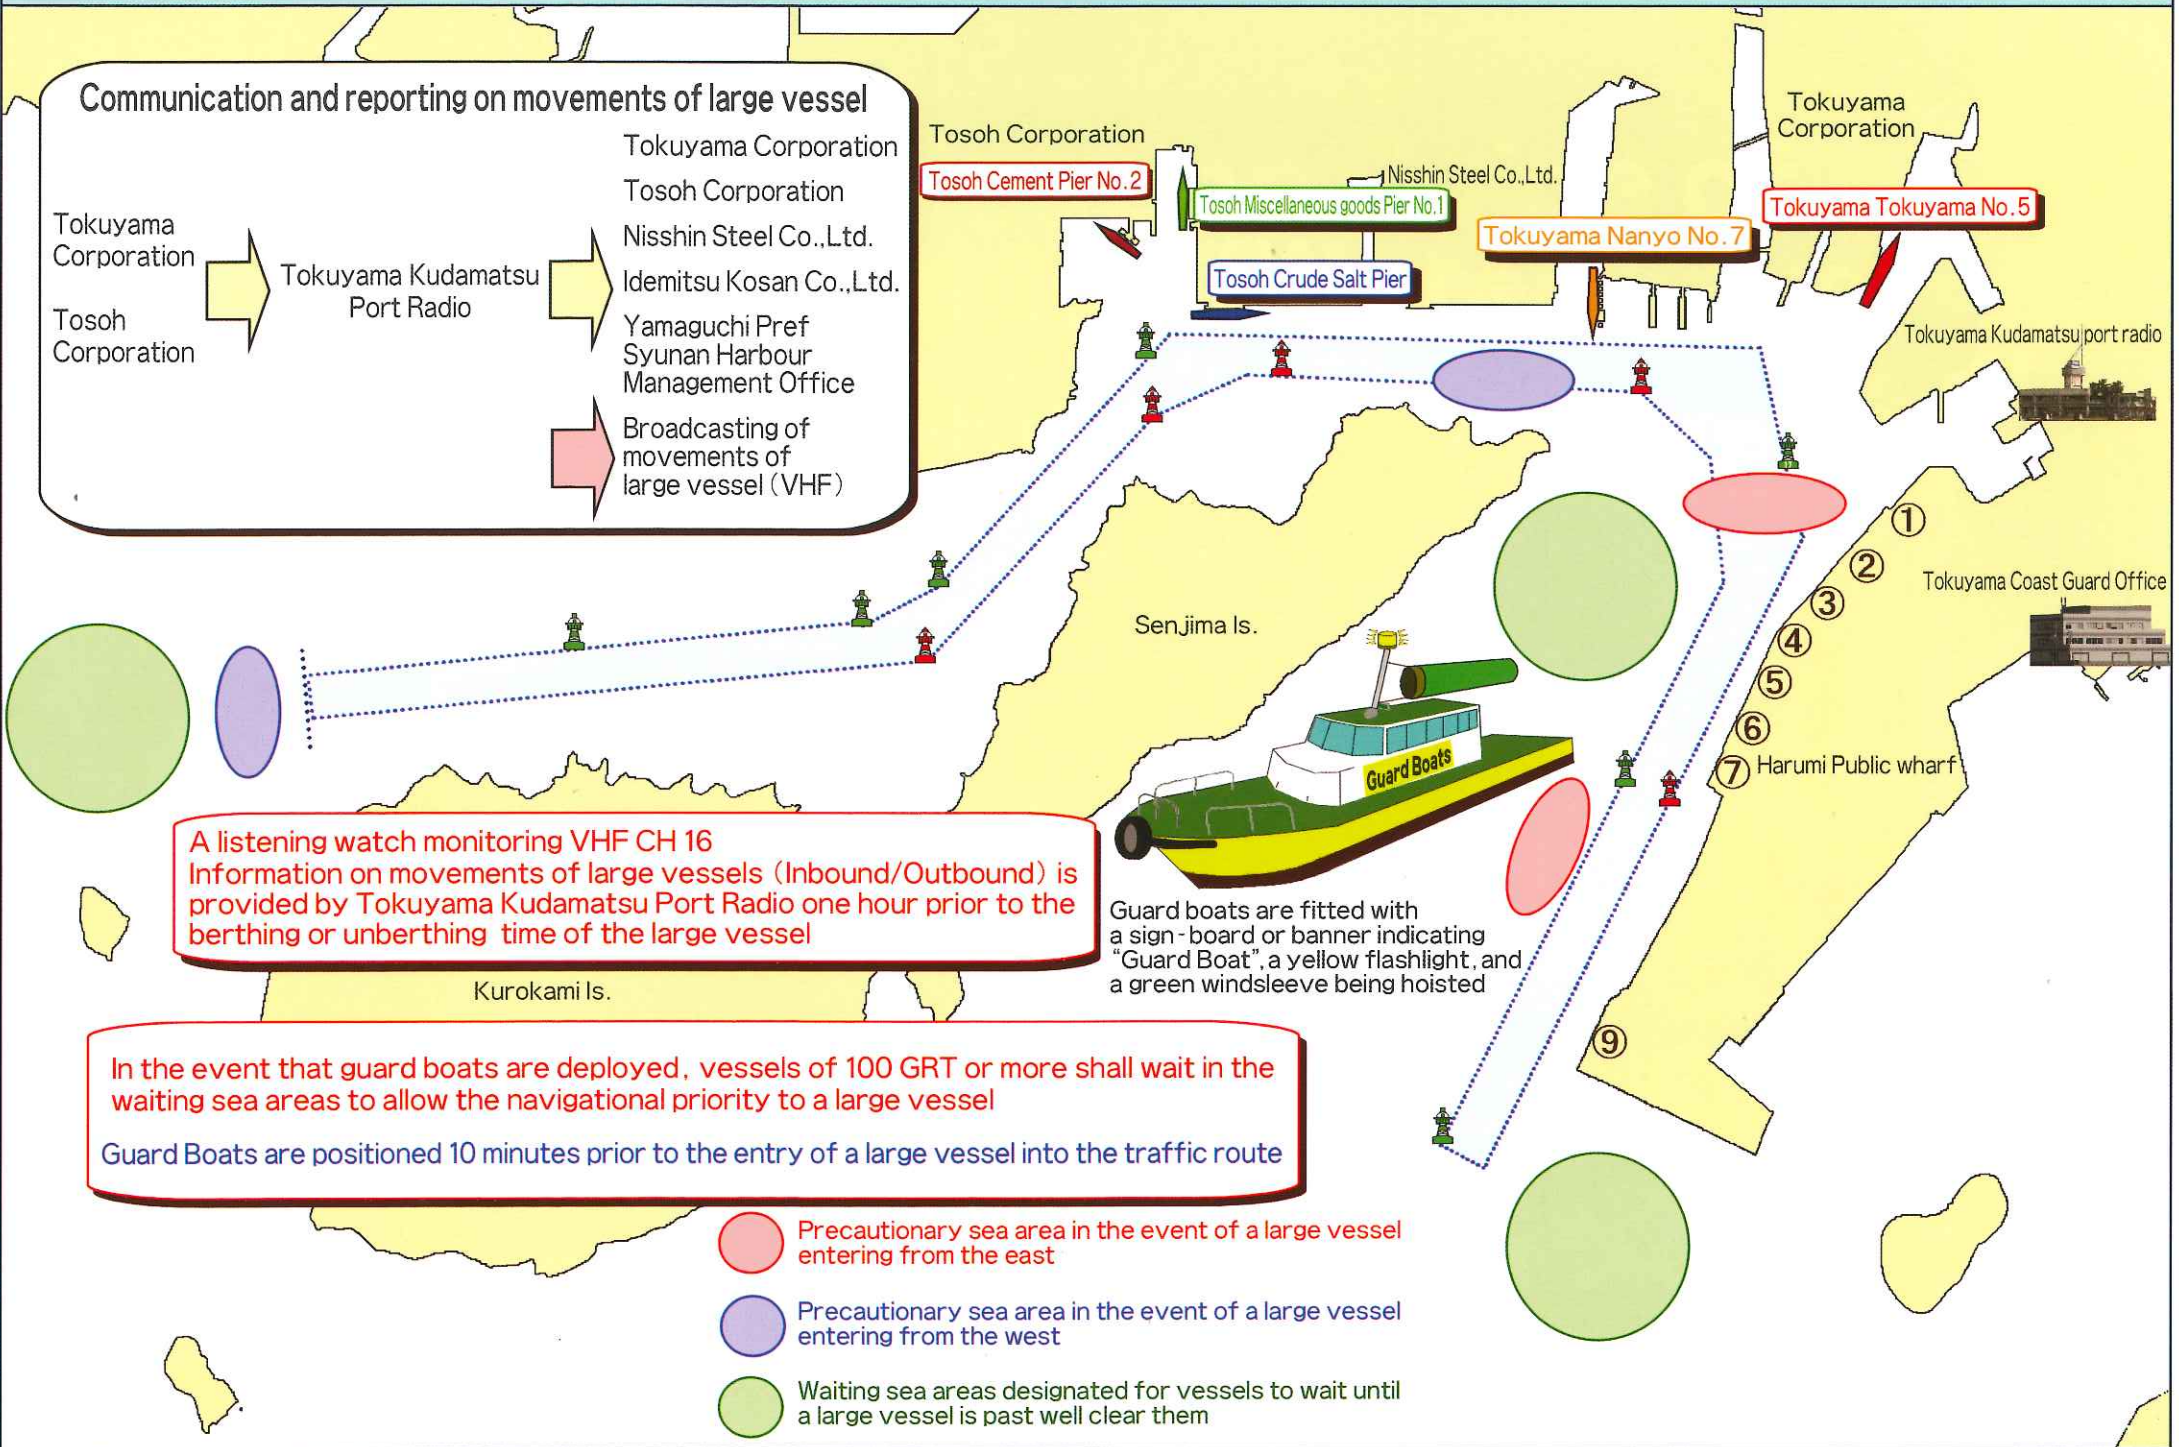 Communication and reporting on movements of large vessel
Tokuyama
Corporation
Tosoh
Corporation
Tokuyama Kudamatsu
Port Radio
Tokuyama Corporation
Tosoh Corporation
Nisshin Steel Co.,Ltd.
Idemitsu Kosan Co.,Ltd.
Yamaguchi Pref
Syunan Harbour
Management Office
Broadcasting of
movements of
large vessel (VHF)
Tosoh Corporation
Tosoh Cement Pier No.2
Tosoh Miscellaneous goods Pier No.1
Nisshin Steel Co.,Ltd.
Tosoh Crude Salt Pier
Tokuyama Nanyo No.7
Tokuyama
Corporation
Tokuyama Tokuyama No.5
Tokuyama Kudamatsu port radio
①
②
Tokuyama Coast Guard Office
③
④
⑤
⑥
⑦ Harumi Public wharf
⑨
Senjima Is.
Guard Boats
A listening watch monitoring VHF CH 16
Information on movements of large vessels (Inbound/Outbound) is
provided by Tokuyama Kudamatsu Port Radio one hour prior to the
berthing or unberthing time of the large vessel
Guard boats are fitted with
a sign-board or banner indicating
“Guard Boat”, a yellow flashlight, and
a green windsleeve being hoisted
Kurokami Is.
In the event that guard boats are deployed, vessels of 100 GRT or more shall wait in the
waiting sea areas to allow the navigational priority to a large vessel
Guard Boats are positioned 10 minutes prior to the entry of a large vessel into the traffic route
Precautionary sea area in the event of a large vessel
entering from the east
Precautionary sea area in the event of a large vessel
entering from the west
Waiting sea areas designated for vessels to wait until
a large vessel is past well clear them